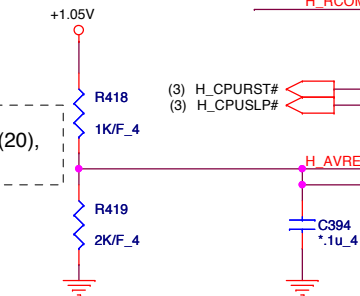 H_RCOM
+1.05V
R418
1K/F_4
(3) H_CPURST#
(3) H_CPUSLP#
(20),
H_AVRE
R419
2K/F_4
C394
*.1u_4